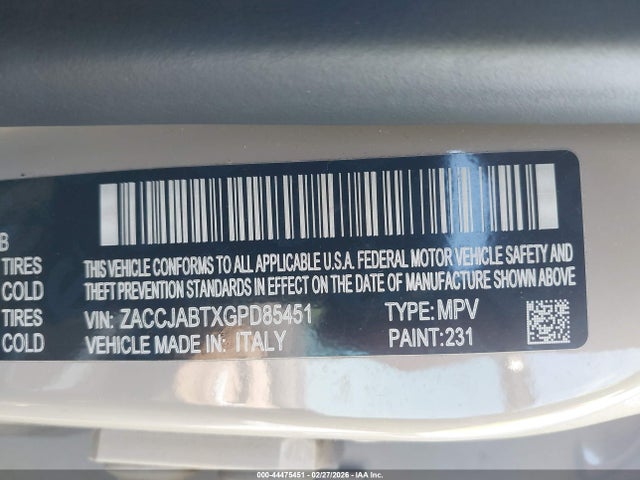 B
TIRES
COLD
TIRES
COLD
THIS VEHICLE CONFORMS TO ALL APPLICABLE U.S.A. FEDERAL MOTOR VEHICLE SAFETY AND
THEFT PREVENTION STANDARDS IN EFFECT ON THE DATE OF MANUFACTURE SHOWN ABOVE
VIN: ZACCJABTXGPD85451 TYPE: MPV
VEHICLE MADE IN: ITALY PAINT:231
000-44475451 - 02/27/2026 - Copyright © IAA, Inc.